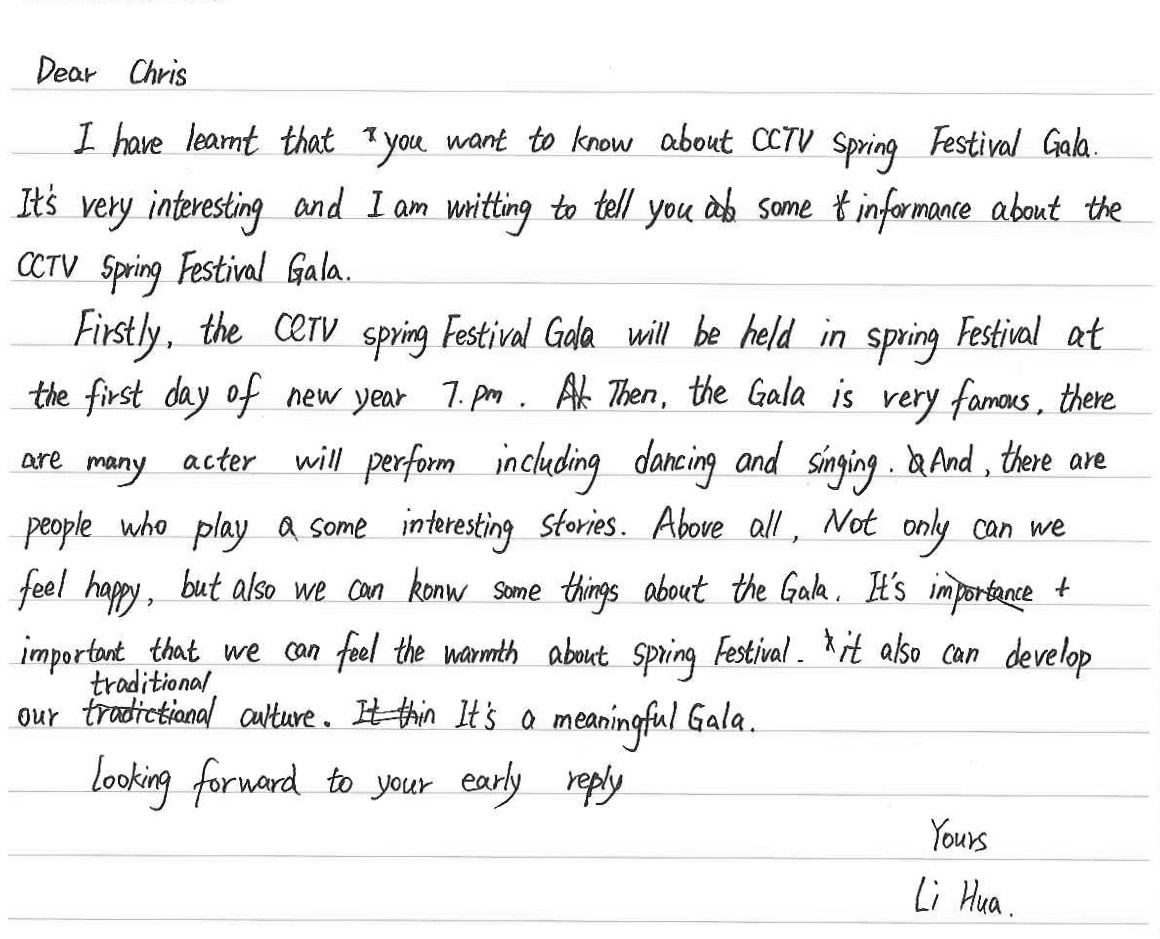 Dear Chris
I have learnt that you want to know about CCTV Spring Festival Gala.
It's very interesting and I am writting to tell you some informance about the
CCTV Spring Festival Gala.
Firstly, the CCTV spring Festival Gala will be held in spring Festival at
the first day of new year 7. pm. Then, the Gala is very famous, there
are many acter will perform including dancing and singing. And, there are
people who play some interesting stories. Above all, Not only can we
feel happy, but also we can konw some things about the Gala. It's importance
important that we can feel the warmth about Spring Festival. it also can develop
traditional
our tradictional culture. It thin It's a meaningful Gala.
Looking forward to your early reply
Yours
Li Hua.